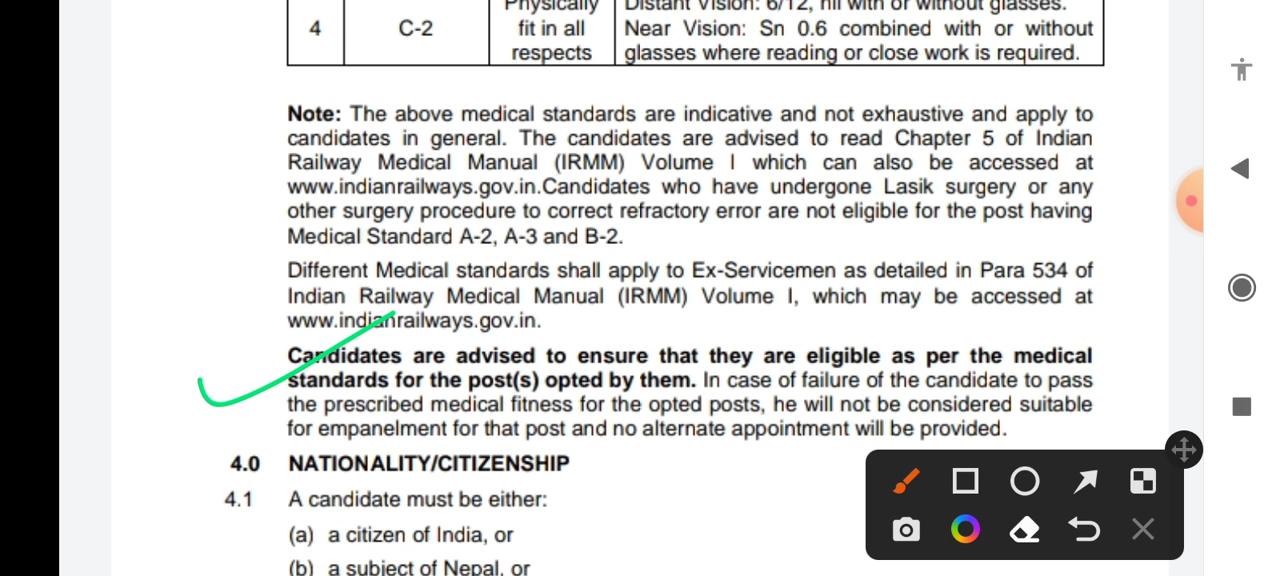 Physically
Distant Vision: 6/12, nil with or without glasses.
4 C-2 fit in all Near Vision: Sn 0.6 combined with or without
respects glasses where reading or close work is required.
Note: The above medical standards are indicative and not exhaustive and apply to
candidates in general. The candidates are advised to read Chapter 5 of Indian
Railway Medical Manual (IRMM) Volume I which can also be accessed at
www.indianrailways.gov.in.Candidates who have undergone Lasik surgery or any
other surgery procedure to correct refractory error are not eligible for the post having
Medical Standard A-2, A-3 and B-2.
Different Medical standards shall apply to Ex-Servicemen as detailed in Para 534 of
Indian Railway Medical Manual (IRMM) Volume I, which may be accessed at
www.indianrailways.gov.in.
Candidates are advised to ensure that they are eligible as per the medical
standards for the post(s) opted by them. In case of failure of the candidate to pass
the prescribed medical fitness for the opted posts, he will not be considered suitable
for empanelment for that post and no alternate appointment will be provided.
4.0 NATIONALITY/CITIZENSHIP
4.1 A candidate must be either:
(a) a citizen of India, or
(b) a subject of Nepal, or